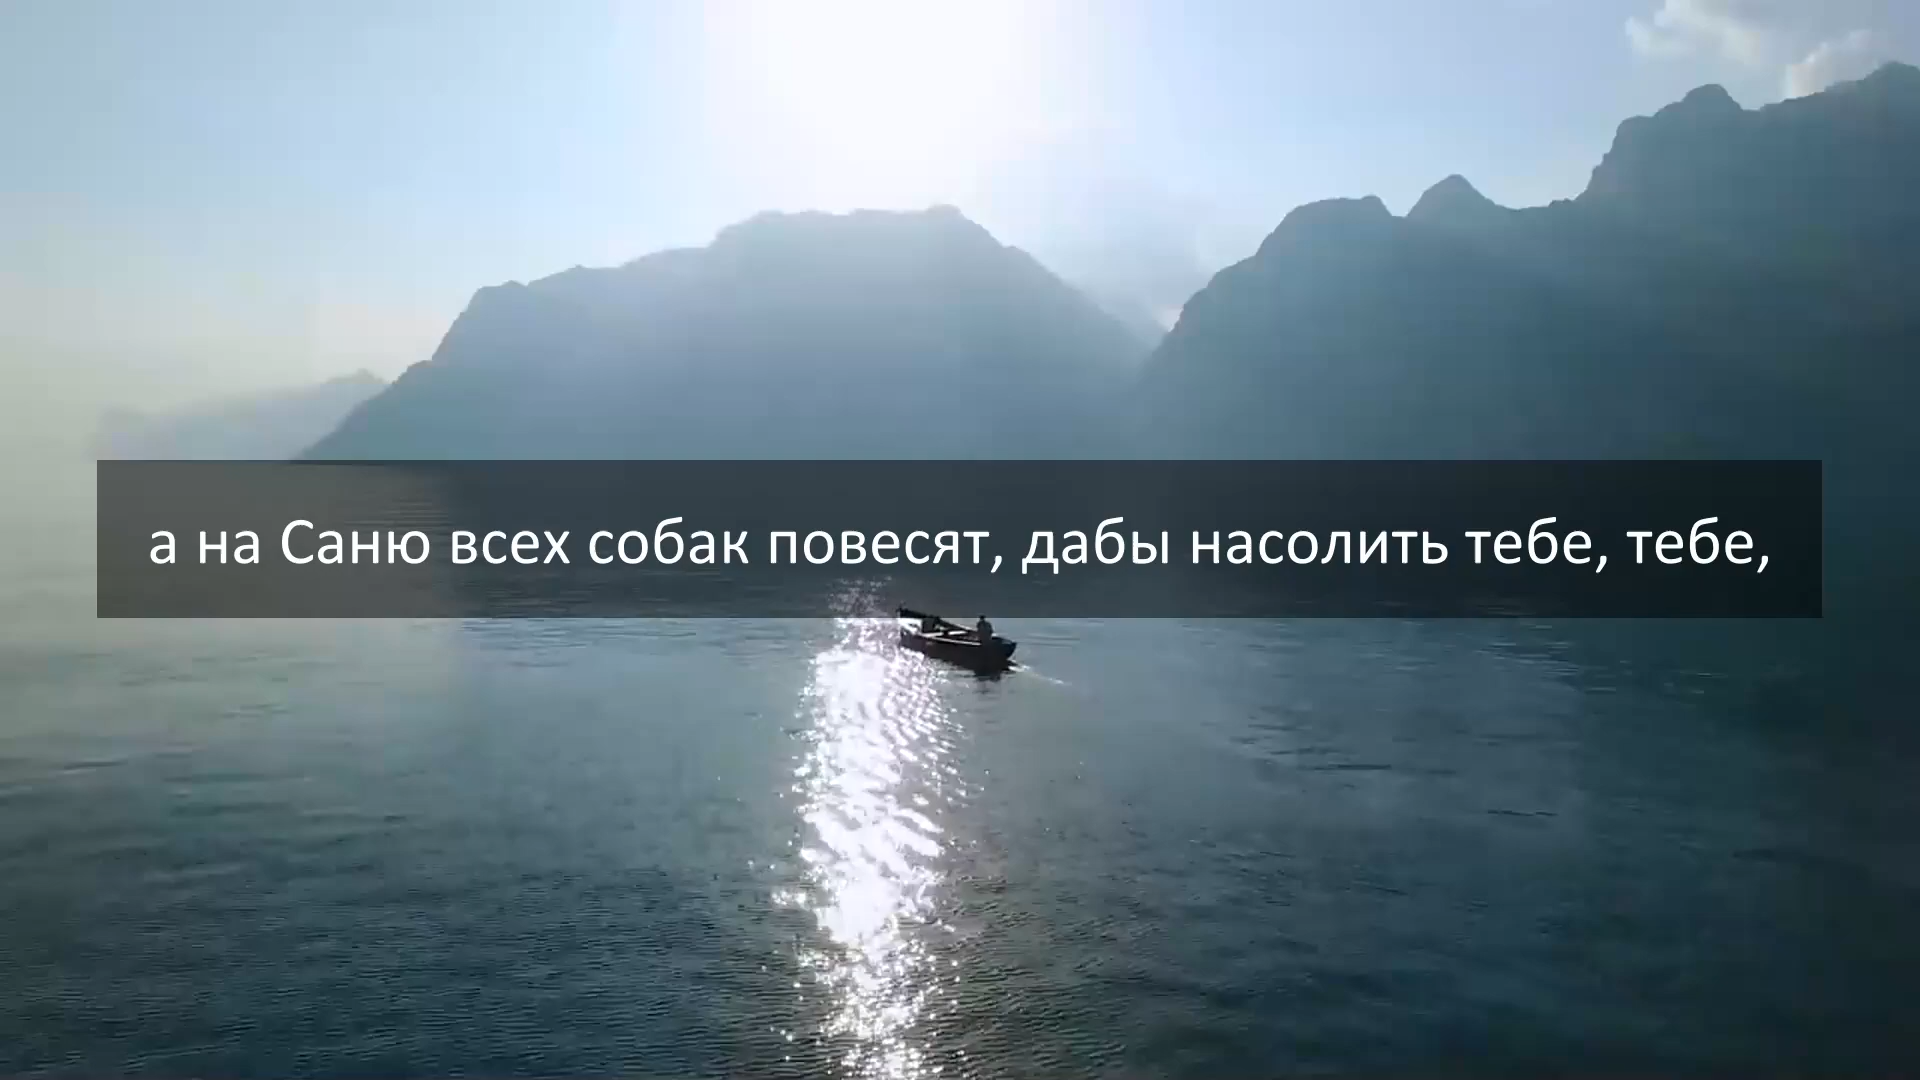 а на Саню всех собак повесят, дабы насолить тебе, тебе,